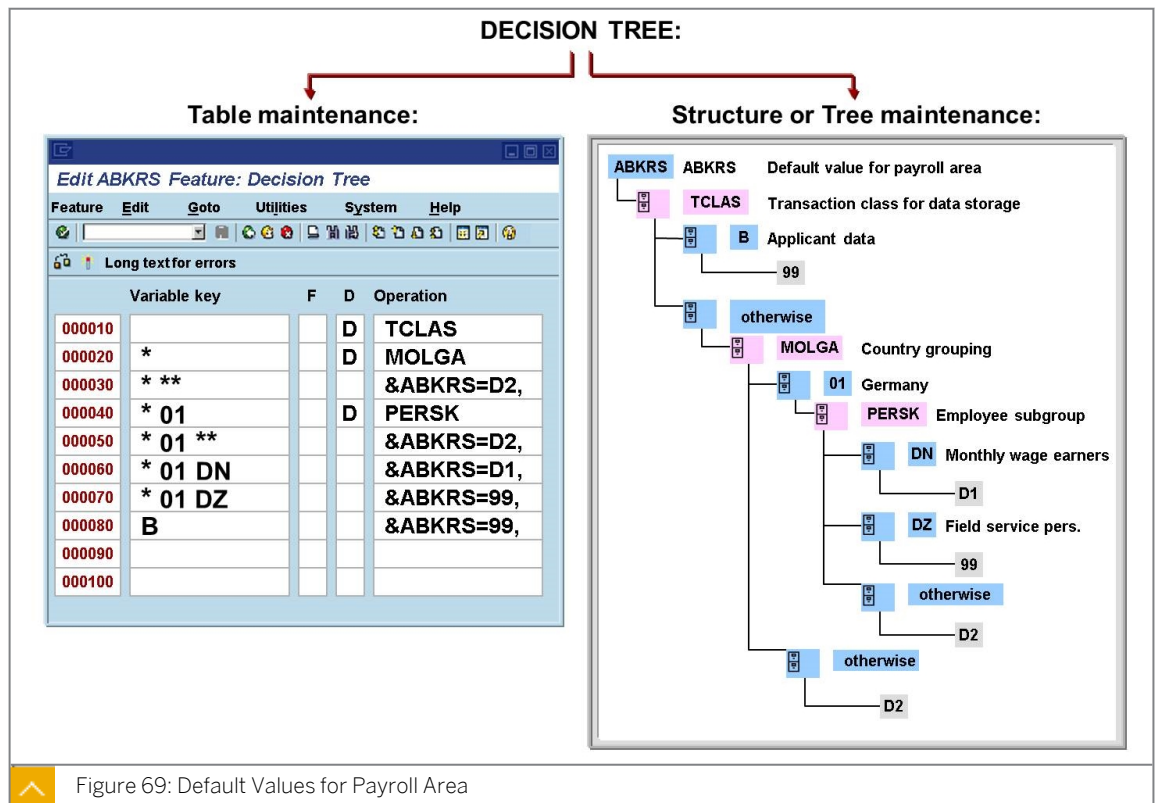 DECISION TREE:
Table maintenance:
Edit ABKRS Feature: Decision Tree
Feature Edit Goto Utilities System Help
Long text for errors
Variable key F D Operation
000010 D TCLAS
000020 * D MOLGA
000030 * ** &ABKRS=D2,
000040 * 01 D PERSK
000050 * 01 ** &ABKRS=D2,
000060 * 01 DN &ABKRS=D1,
000070 * 01 DZ &ABKRS=99,
000080 B &ABKRS=99,
000090
000100
Structure or Tree maintenance:
ABKRS ABKRS Default value for payroll area
TCLAS Transaction class for data storage
B Applicant data
99
otherwise
MOLGA Country grouping
01 Germany
PERSK Employee subgroup
DN Monthly wage earners
D1
DZ Field service pers.
99
otherwise
D2
otherwise
D2
Figure 69: Default Values for Payroll Area